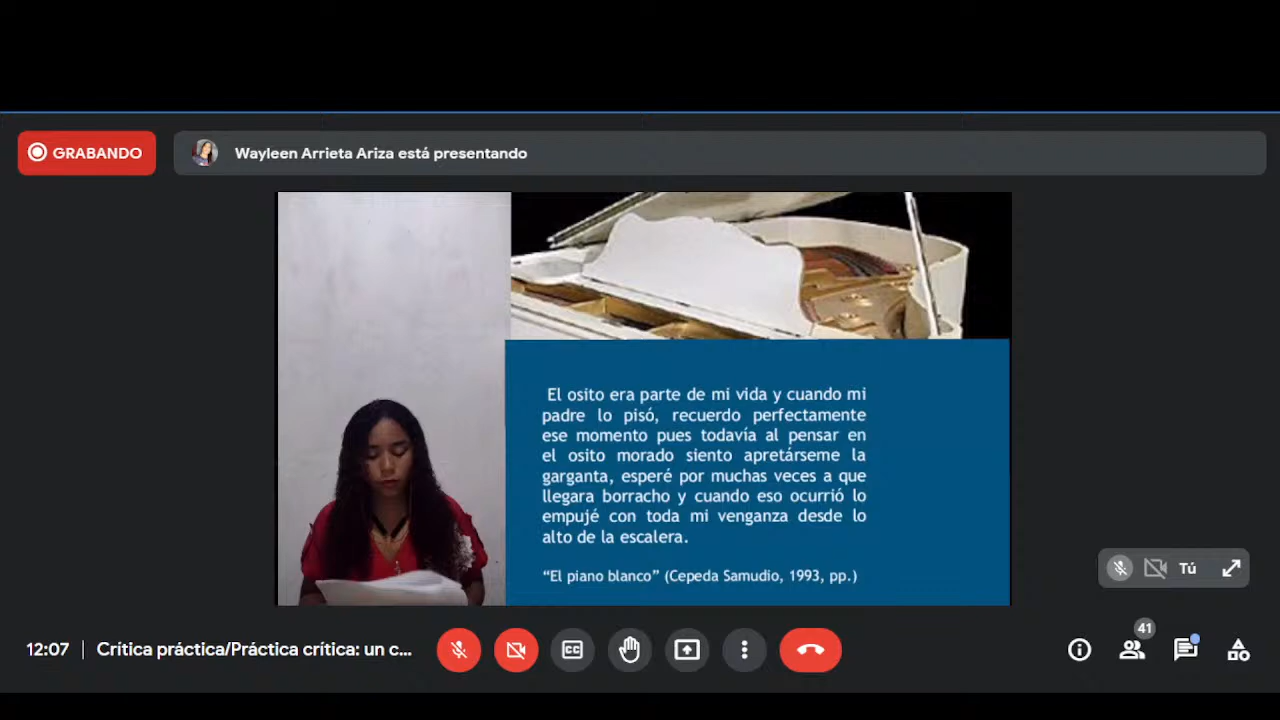 GRABANDO
Wayleen Arrieta Ariza está presentando
El osito era parte de mi vida y cuando mi
padre lo pisó, recuerdo perfectamente
ese momento pues todavía al pensar en
el osito morado siento apretárseme la
garganta, esperé por muchas veces a que
llegara borracho y cuando eso ocurrió lo
empujé con toda mi venganza desde lo
alto de la escalera.
“El piano blanco” (Cepeda Samudio, 1993, pp.)
Tú
41
12:07 | Critica práctica/Práctica crítica: un c...
CC